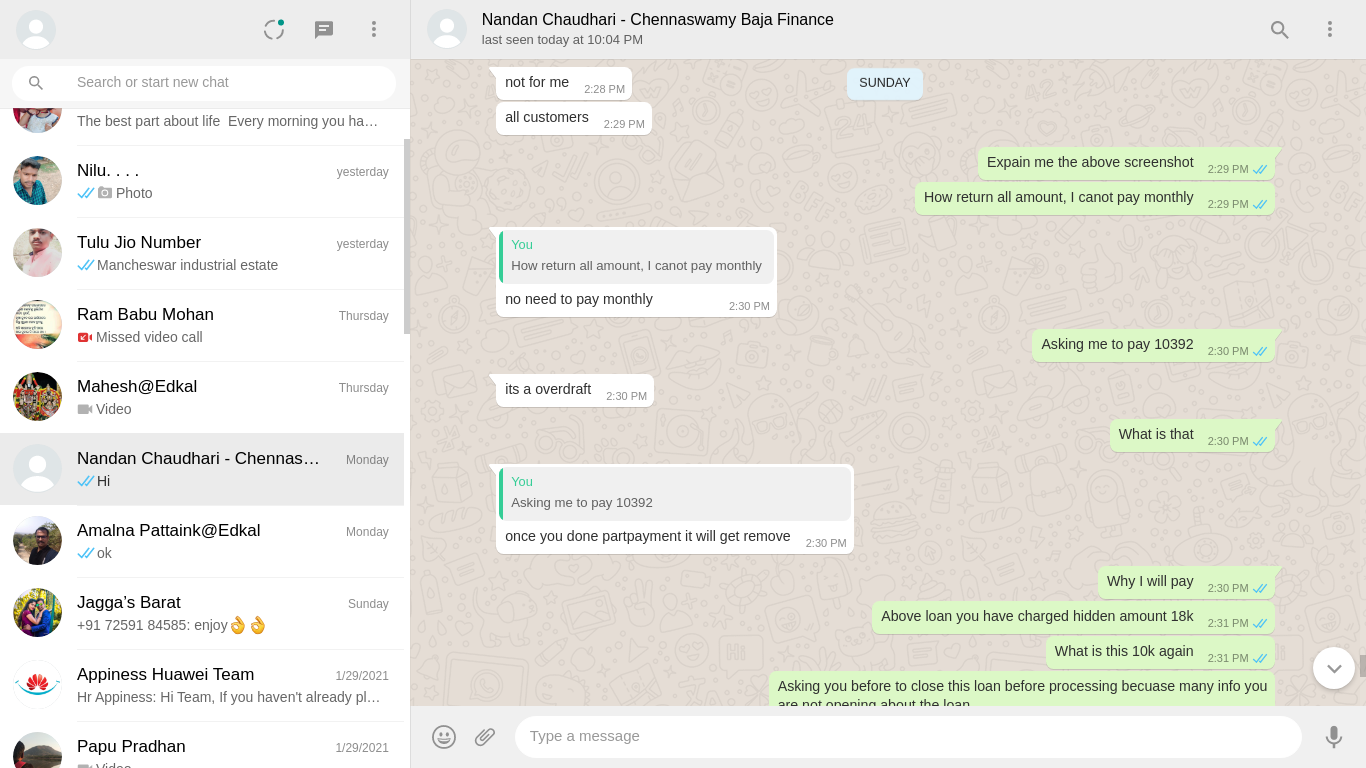 Search or start new chat
The best part about life  Every morning you ha…
Nilu. . . .
yesterday
Photo
Tulu Jio Number
yesterday
Mancheswar industrial estate
Ram Babu Mohan
Thursday
Missed video call
Mahesh@Edkal
Thursday
Video
Nandan Chaudhari - Chennas…
Monday
Hi
Amalna Pattaink@Edkal
Monday
ok
Jagga’s Barat
Sunday
+91 72591 84585: enjoy👌👌
Appiness Huawei Team
1/29/2021
Hr Appiness: Hi Team, If you haven't already pl…
Papu Pradhan
1/29/2021
Video
Nandan Chaudhari - Chennaswamy Baja Finance
last seen today at 10:04 PM
SUNDAY
not for me
2:28 PM
all customers
2:29 PM
Expain me the above screenshot
2:29 PM
How return all amount, I canot pay monthly
2:29 PM
You
How return all amount, I canot pay monthly
no need to pay monthly
2:30 PM
Asking me to pay 10392
2:30 PM
its a overdraft
2:30 PM
What is that
2:30 PM
You
Asking me to pay 10392
once you done partpayment it will get remove
2:30 PM
Why I will pay
2:30 PM
Above loan you have charged hidden amount 18k
2:31 PM
What is this 10k again
2:31 PM
Asking you before to close this loan before processing becuase many info you
are not opening about the loan
Type a message